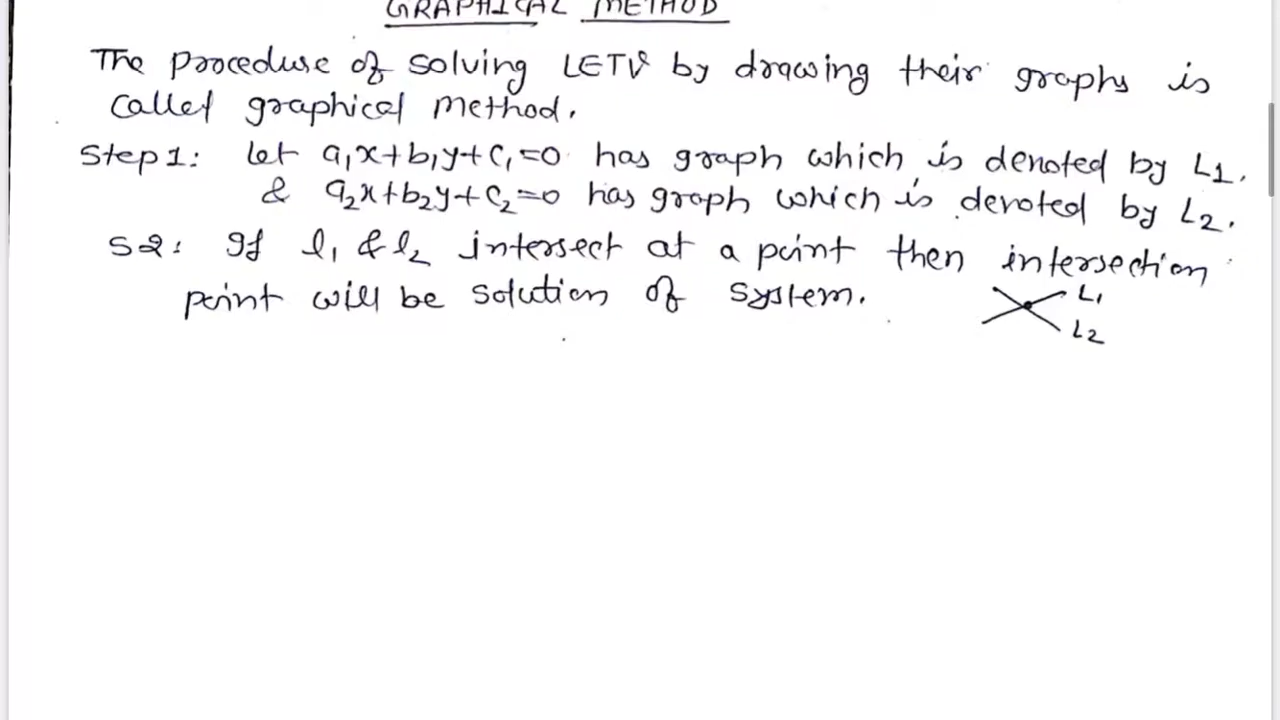 GRAPHICAL METHOD
The procedure of solving LETV by drawing their graphs is
called graphical method.
Step 1: let a₁x+b₁y+c₁=0 has graph which is denoted by L1.
& a₂x+b₂y+c₂=0 has graph which is denoted by L₂.
S2: If l₁ & l₂ intersect at a point then intersection
point will be solution of system.
L₁
L2